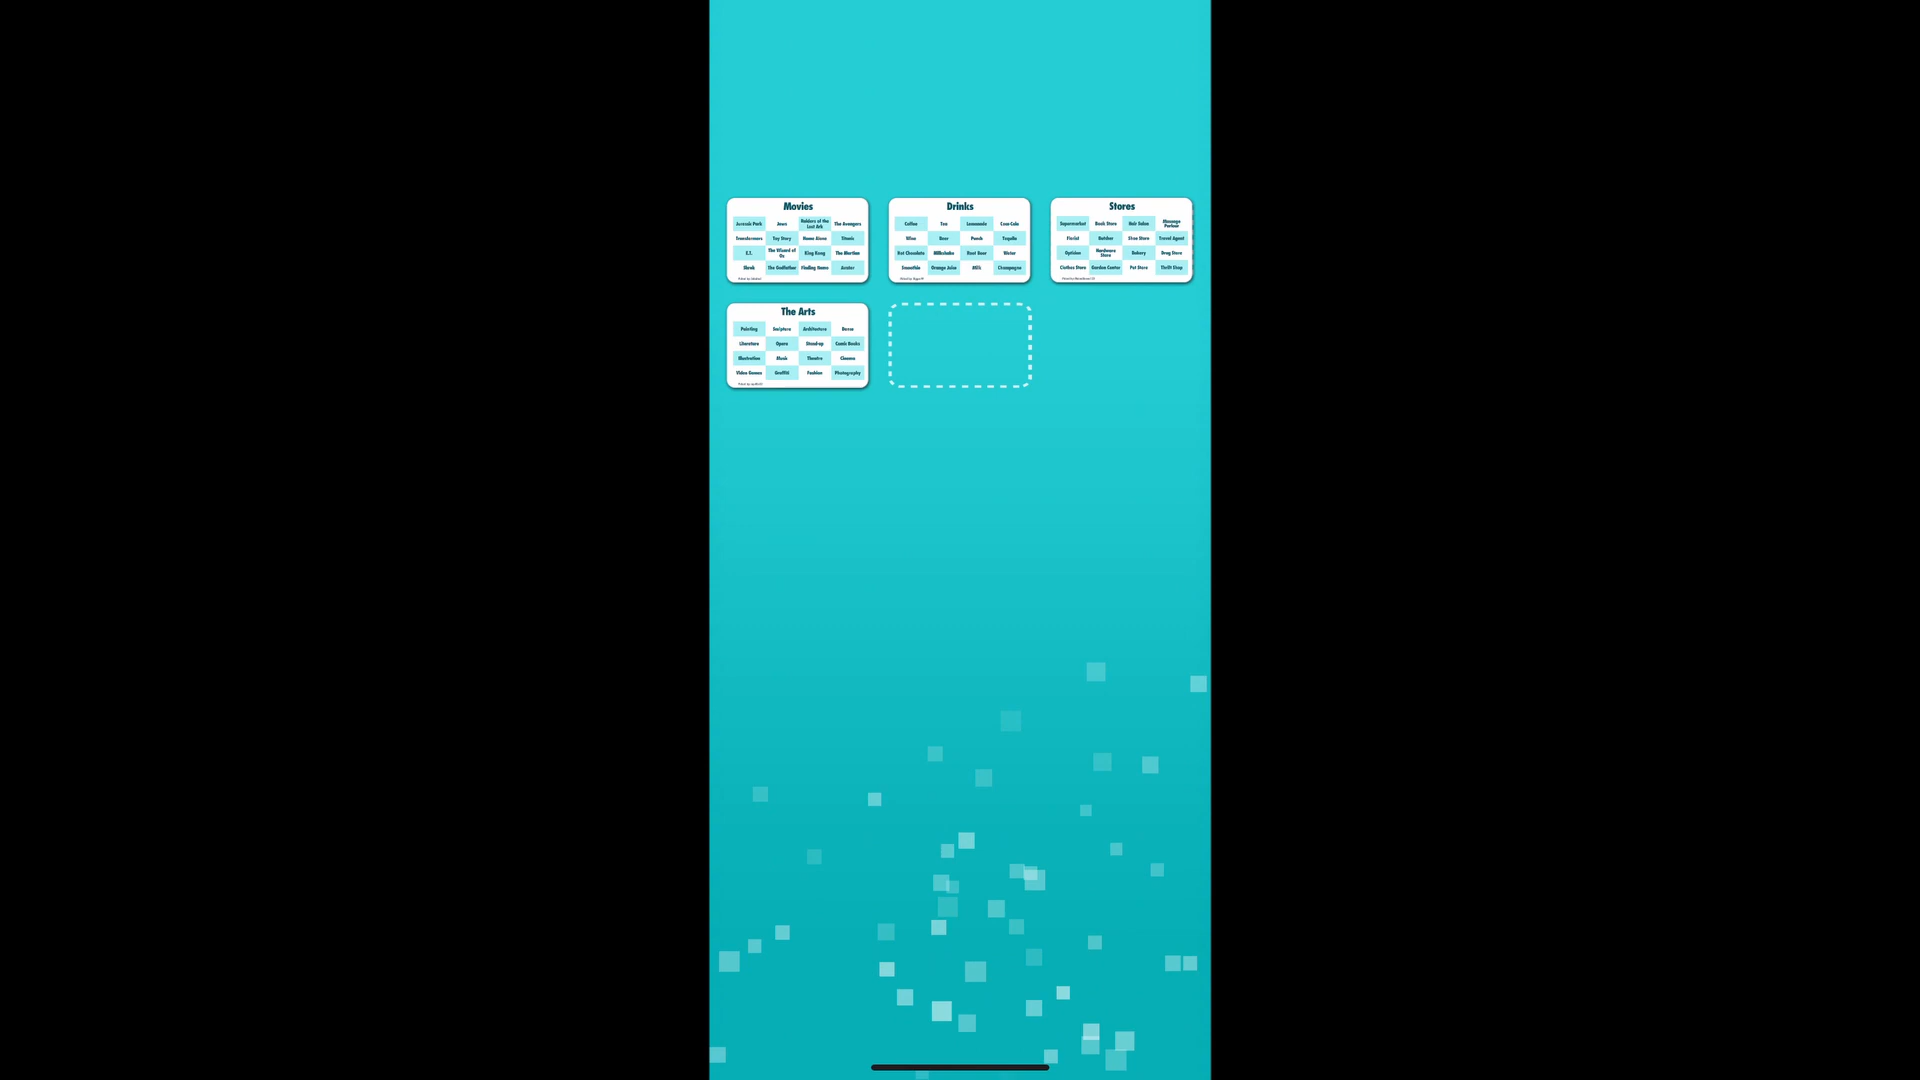 Movies
Jurassic Park Jaws Raiders of the Lost Ark The Avengers
Transformers Toy Story Home Alone Titanic
E.T. The Wizard of Oz King Kong The Martian
Shrek The Godfather Finding Nemo Avatar
Drinks
Coffee Tea Lemonade Coca-Cola
Wine Beer Punch Tequila
Hot Chocolate Milkshake Root Beer Water
Smoothie Orange Juice Milk Champagne
Stores
Supermarket Book Store Hair Salon Massage Parlour
Florist Butcher Shoe Store Travel Agent
Optician Hardware Store Bakery Drug Store
Clothes Store Garden Center Pet Store Thrift Shop
The Arts
Painting Sculpture Architecture Dance
Literature Opera Stand-up Comic Books
Illustration Music Theatre Cinema
Video Games Graffiti Fashion Photography